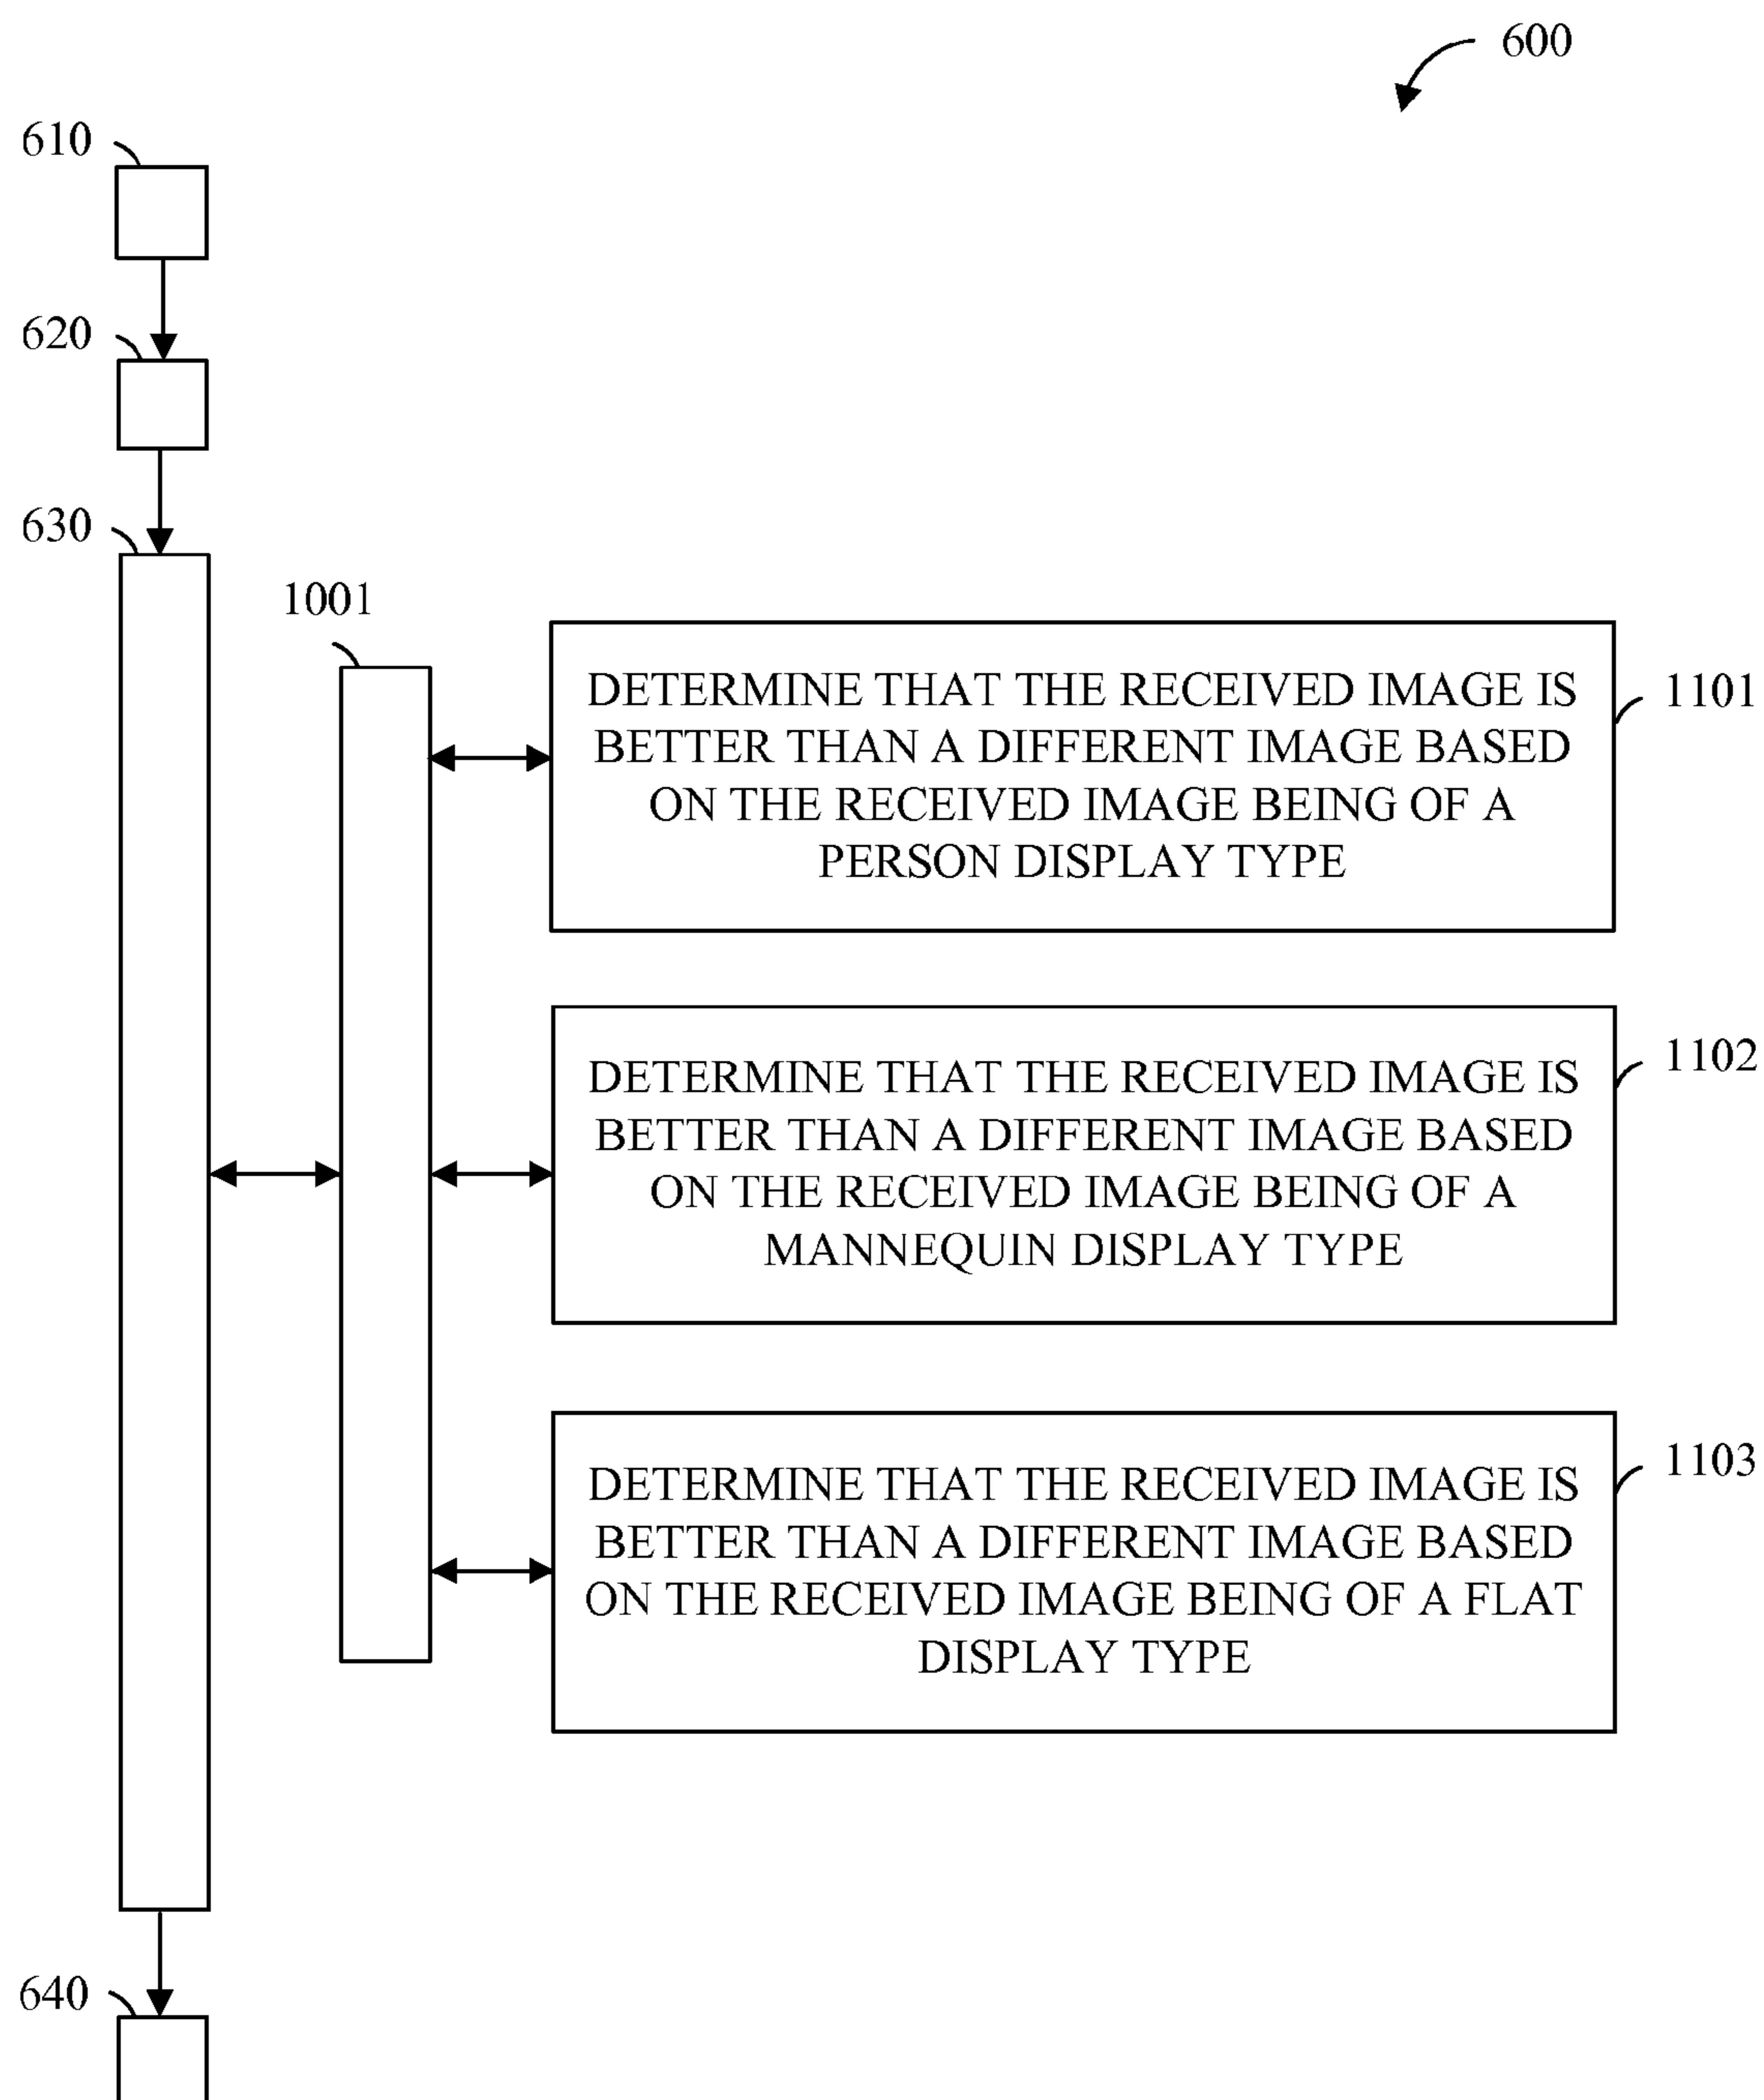 600
610
620
630
1001
DETERMINE THAT THE RECEIVED IMAGE IS
BETTER THAN A DIFFERENT IMAGE BASED
ON THE RECEIVED IMAGE BEING OF A
PERSON DISPLAY TYPE
1101
DETERMINE THAT THE RECEIVED IMAGE IS
BETTER THAN A DIFFERENT IMAGE BASED
ON THE RECEIVED IMAGE BEING OF A
MANNEQUIN DISPLAY TYPE
1102
DETERMINE THAT THE RECEIVED IMAGE IS
BETTER THAN A DIFFERENT IMAGE BASED
ON THE RECEIVED IMAGE BEING OF A FLAT
DISPLAY TYPE
1103
640